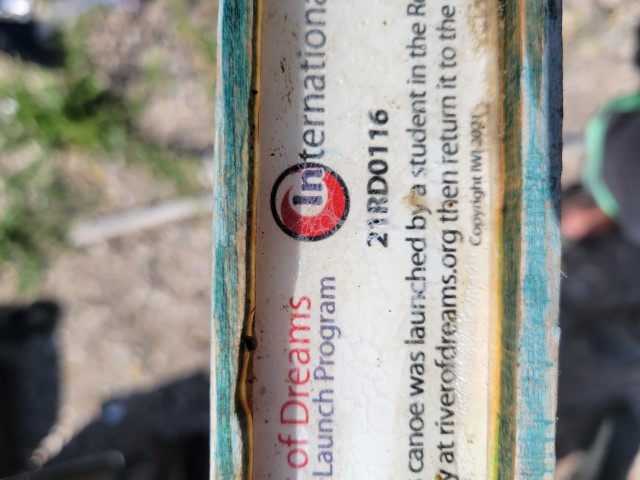 of Dreams
Launch Program
International
21RD0116
canoe was launched by a student in the
at riverofdreams.org then return it to the
Copyright IWI 2021